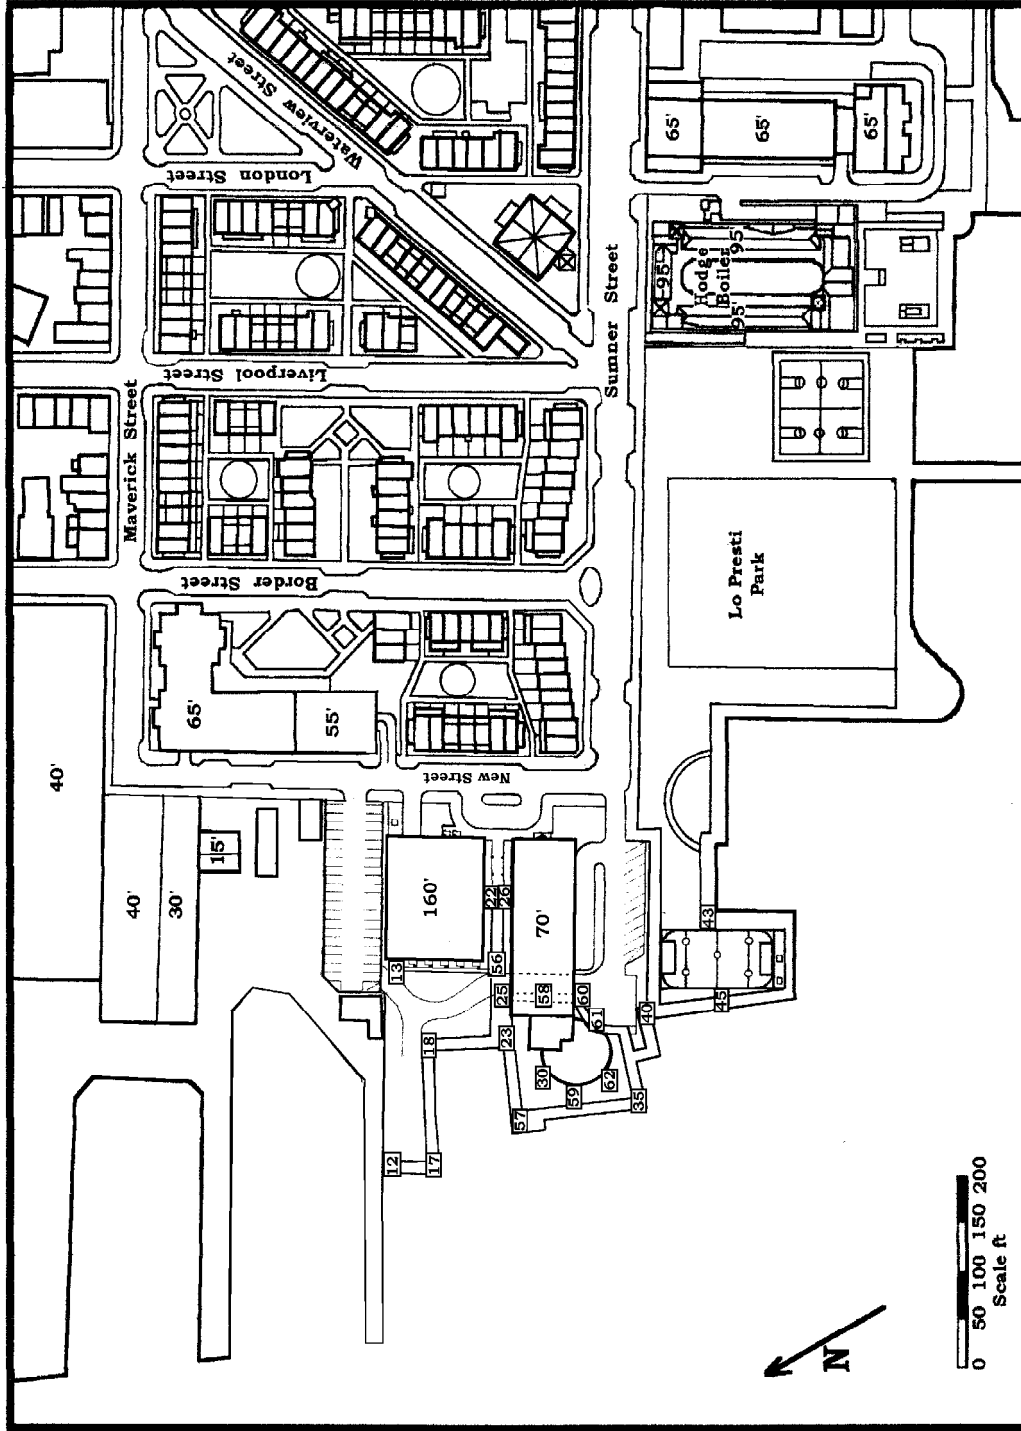 Waterview Street
London Street
Liverpool Street
Maverick Street
Border Street
New Street
Sumner Street
65'
65'
65'
95'
95'
95'
Hodge
Boiler
Lo Presti
Park
40'
40'
30'
15'
65'
55'
160'
70'
22
26
13
56
25
58
60
61
18
23
30
59
62
57
35
40
43
45
12
17
N
0 50 100 150 200
Scale ft